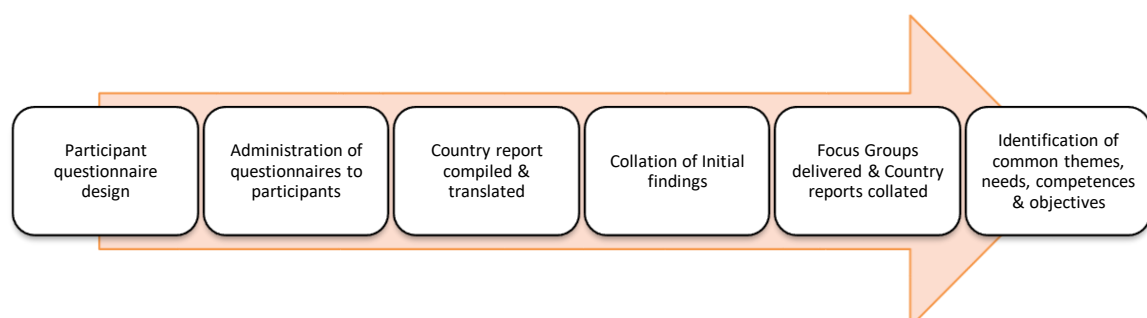 Participant
questionnaire
design
Administration of
questionnaires to
participants
Country report
compiled &
translated
Collation of Initial
findings
Focus Groups
delivered & Country
reports collated
Identification of
common themes,
needs, competences
& objectives